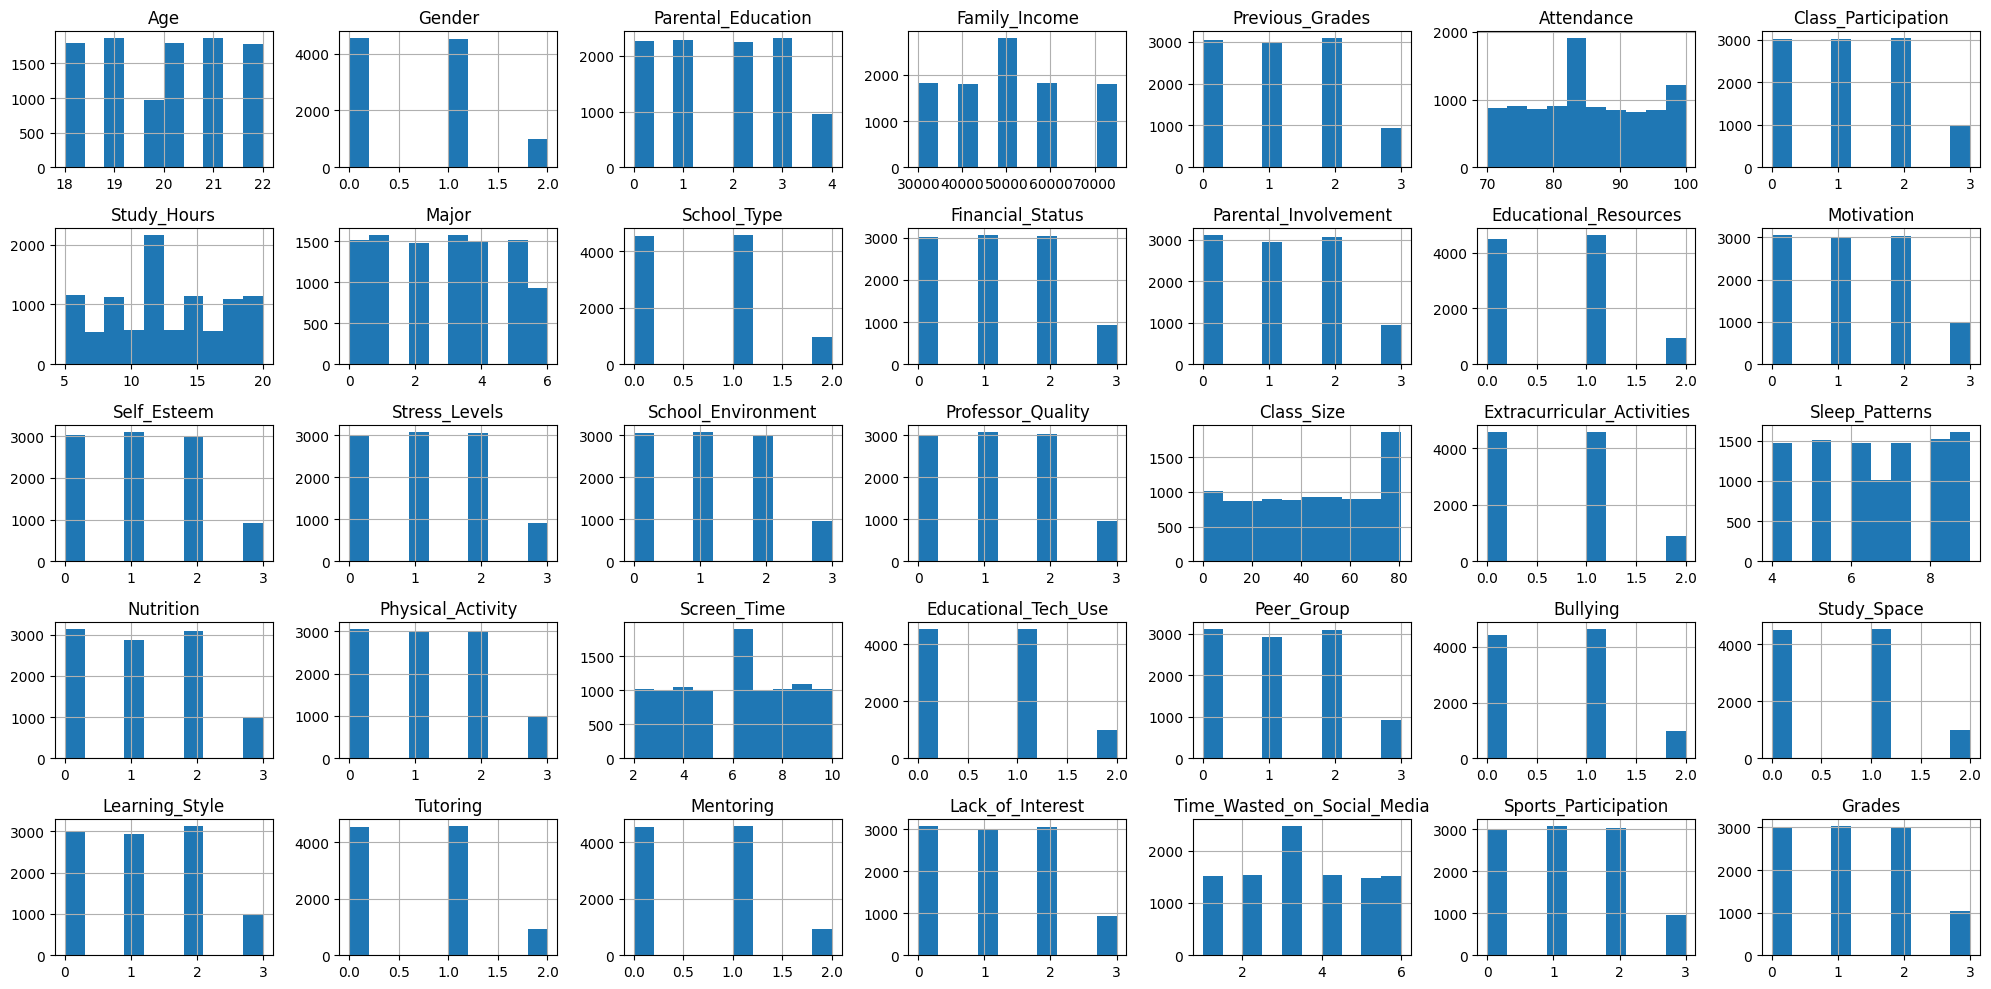 Age Gender Parental_Education Family_Income Previous_Grades Attendance Class_Participation
1500 4000 2000 2000 3000 2000 3000
1000 2000 1000 1000 2000 1000 2000
500 0 0 0 1000 0 1000
0 0 0
18 19 20 21 22 0.0 0.5 1.0 1.5 2.0 0 1 2 3 4 30000 40000 50000 60000 70000 0 1 2 3 70 80 90 100 0 1 2 3
Study_Hours Major School_Type Financial_Status Parental_Involvement Educational_Resources Motivation
2000 1500 4000 3000 3000 4000 3000
1000 1000 2000 2000 2000 2000 2000
0 500 0 1000 1000 0 1000
0 0 0 0
5 10 15 20 0 2 4 6 0.0 0.5 1.0 1.5 2.0 0 1 2 3 0 1 2 3 0.0 0.5 1.0 1.5 2.0 0 1 2 3
Self_Esteem Stress_Levels School_Environment Professor_Quality Class_Size Extracurricular_Activities Sleep_Patterns
3000 3000 3000 3000 1500 4000 1500
2000 2000 2000 2000 1000 2000 1000
1000 1000 1000 1000 500 0 500
0 0 0 0 0 0
0 1 2 3 0 1 2 3 0 1 2 3 0 1 2 3 0 20 40 60 80 0.0 0.5 1.0 1.5 2.0 4 6 8
Nutrition Physical_Activity Screen_Time Educational_Tech_Use Peer_Group Bullying Study_Space
3000 3000 1500 4000 3000 4000 4000
2000 2000 1000 2000 2000 2000 2000
1000 1000 500 0 1000 0 0
0 0 0 0
0 1 2 3 0 1 2 3 2 4 6 8 10 0.0 0.5 1.0 1.5 2.0 0 1 2 3 0.0 0.5 1.0 1.5 2.0 0.0 0.5 1.0 1.5 2.0
Learning_Style Tutoring Mentoring Lack_of_Interest Time_Wasted_on_Social_Media Sports_Participation Grades
3000 4000 4000 3000 2000 3000 3000
2000 2000 2000 2000 1000 2000 2000
1000 0 0 1000 0 1000 1000
0 0 0 0
0 1 2 3 0.0 0.5 1.0 1.5 2.0 0.0 0.5 1.0 1.5 2.0 0 1 2 3 2 4 6 0 1 2 3 0 1 2 3